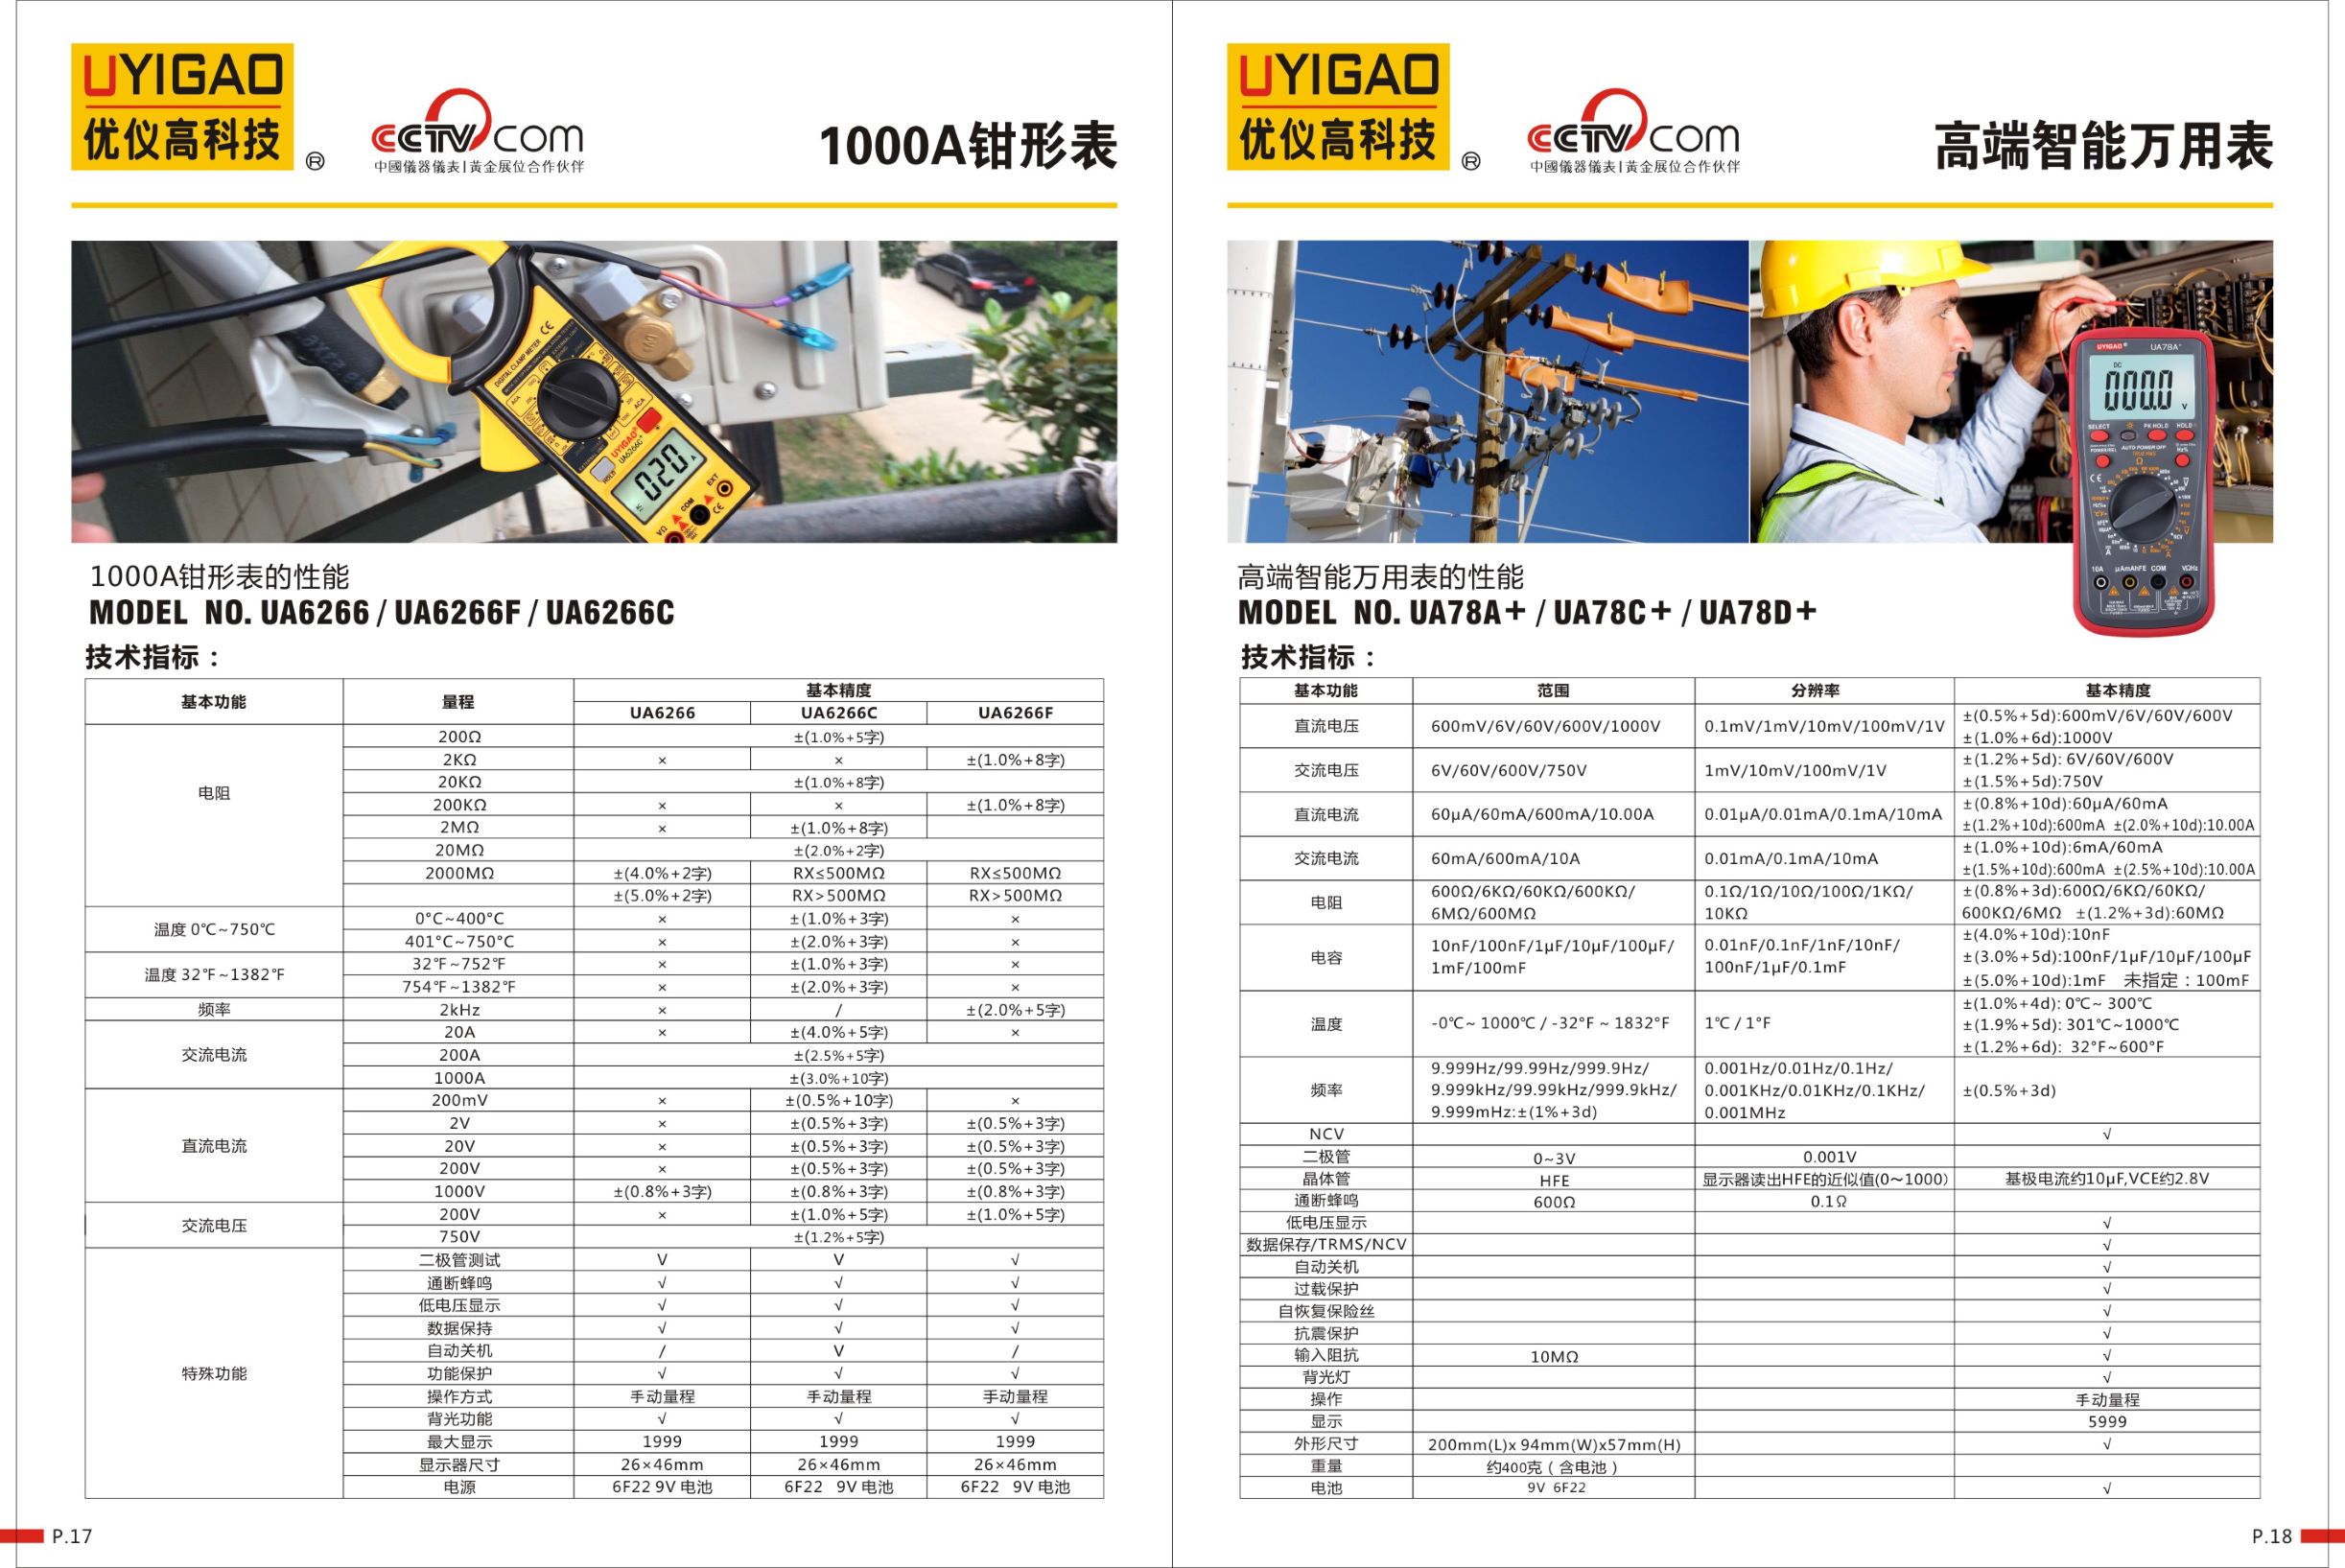 UYIGAO
优仪高科技
®
CCTV.com
中國儀器儀表|黃金展位合作伙伴
1000A钳形表
DIGITAL CLAMP METER
CE
ACA
UYIGAO®
UA6266C+
HOLD
020
EXT
COM
VΩ
CE
1000A钳形表的性能
MODEL NO. UA6266 / UA6266F / UA6266C
技术指标：
基本功能 量程 基本精度
UA6266 UA6266C UA6266F
电阻 200Ω ±(1.0%+5字)
2KΩ × × ±(1.0%+8字)
20KΩ ±(1.0%+8字)
200KΩ × × ±(1.0%+8字)
2MΩ × ±(1.0%+8字)
20MΩ ±(2.0%+2字)
2000MΩ ±(4.0%+2字) RX≤500MΩ RX≤500MΩ
±(5.0%+2字) RX>500MΩ RX>500MΩ
温度 0℃~750℃ 0°C~400°C × ±(1.0%+3字) ×
401°C~750°C × ±(2.0%+3字) ×
温度 32℉~1382℉ 32℉~752℉ × ±(1.0%+3字) ×
754℉~1382℉ × ±(2.0%+3字) ×
频率 2kHz × / ±(2.0%+5字)
交流电流 20A × ±(4.0%+5字) ×
200A ±(2.5%+5字)
1000A ±(3.0%+10字)
直流电流 200mV × ±(0.5%+10字) ×
2V × ±(0.5%+3字) ±(0.5%+3字)
20V × ±(0.5%+3字) ±(0.5%+3字)
200V × ±(0.5%+3字) ±(0.5%+3字)
1000V ±(0.8%+3字) ±(0.8%+3字) ±(0.8%+3字)
交流电压 200V × ±(1.0%+5字) ±(1.0%+5字)
750V ±(1.2%+5字)
特殊功能 二极管测试 V V √
通断蜂鸣 √ √ √
低电压显示 √ √ √
数据保持 √ √ √
自动关机 / V /
功能保护 √ √ √
操作方式 手动量程 手动量程 手动量程
背光功能 √ √ √
最大显示 1999 1999 1999
显示器尺寸 26×46mm 26×46mm 26×46mm
电源 6F22 9V 电池 6F22 9V 电池 6F22 9V 电池
P.17
UYIGAO
优仪高科技
®
CCTV.com
中國儀器儀表|黃金展位合作伙伴
高端智能万用表
UYIGAO® UA78A+
DC
000.0 V
SELECT PK HOLD HOLD
AUTO POWER OFF
TRUE RMS
Hz%
CE
10A μAmAhFE COM VΩHz
高端智能万用表的性能
MODEL NO. UA78A+ / UA78C+ / UA78D+
技术指标：
基本功能 范围 分辨率 基本精度
直流电压 600mV/6V/60V/600V/1000V 0.1mV/1mV/10mV/100mV/1V ±(0.5%+5d):600mV/6V/60V/600V
±(1.0%+6d):1000V
交流电压 6V/60V/600V/750V 1mV/10mV/100mV/1V ±(1.2%+5d): 6V/60V/600V
±(1.5%+5d):750V
直流电流 60μA/60mA/600mA/10.00A 0.01μA/0.01mA/0.1mA/10mA ±(0.8%+10d):60μA/60mA
±(1.2%+10d):600mA ±(2.0%+10d):10.00A
交流电流 60mA/600mA/10A 0.01mA/0.1mA/10mA ±(1.0%+10d):6mA/60mA
±(1.5%+10d):600mA ±(2.5%+10d):10.00A
电阻 600Ω/6KΩ/60KΩ/600KΩ/ 0.1Ω/1Ω/10Ω/100Ω/1KΩ/ ±(0.8%+3d):600Ω/6KΩ/60KΩ/
6MΩ/600MΩ 10KΩ 600KΩ/6MΩ ±(1.2%+3d):60MΩ
电容 10nF/100nF/1μF/10μF/100μF/ 0.01nF/0.1nF/1nF/10nF/ ±(4.0%+10d):10nF
1mF/100mF 100nF/1μF/0.1mF ±(3.0%+5d):100nF/1μF/10μF/100μF
±(5.0%+10d):1mF 未指定：100mF
温度 -0℃~ 1000℃ / -32°F ~ 1832°F 1℃ / 1°F ±(1.0%+4d): 0℃~ 300℃
±(1.9%+5d): 301℃~1000℃
±(1.2%+6d): 32°F~600°F
频率 9.999Hz/99.99Hz/999.9Hz/ 0.001Hz/0.01Hz/0.1Hz/ ±(0.5%+3d)
9.999kHz/99.99kHz/999.9kHz/ 0.001KHz/0.01KHz/0.1KHz/
9.999mHz:±(1%+3d) 0.001MHz
NCV √
二极管 0~3V 0.001V
晶体管 HFE 显示器读出HFE的近似值(0~1000) 基极电流约10μF,VCE约2.8V
通断蜂鸣 600Ω 0.1Ω
低电压显示 √
数据保存/TRMS/NCV √
自动关机 √
过载保护 √
自恢复保险丝 √
抗震保护 √
输入阻抗 10MΩ √
背光灯 √
操作 手动量程
显示 5999
外形尺寸 200mm(L)x 94mm(W)x57mm(H) √
重量 约400克（含电池）
电池 9V 6F22 √
P.18